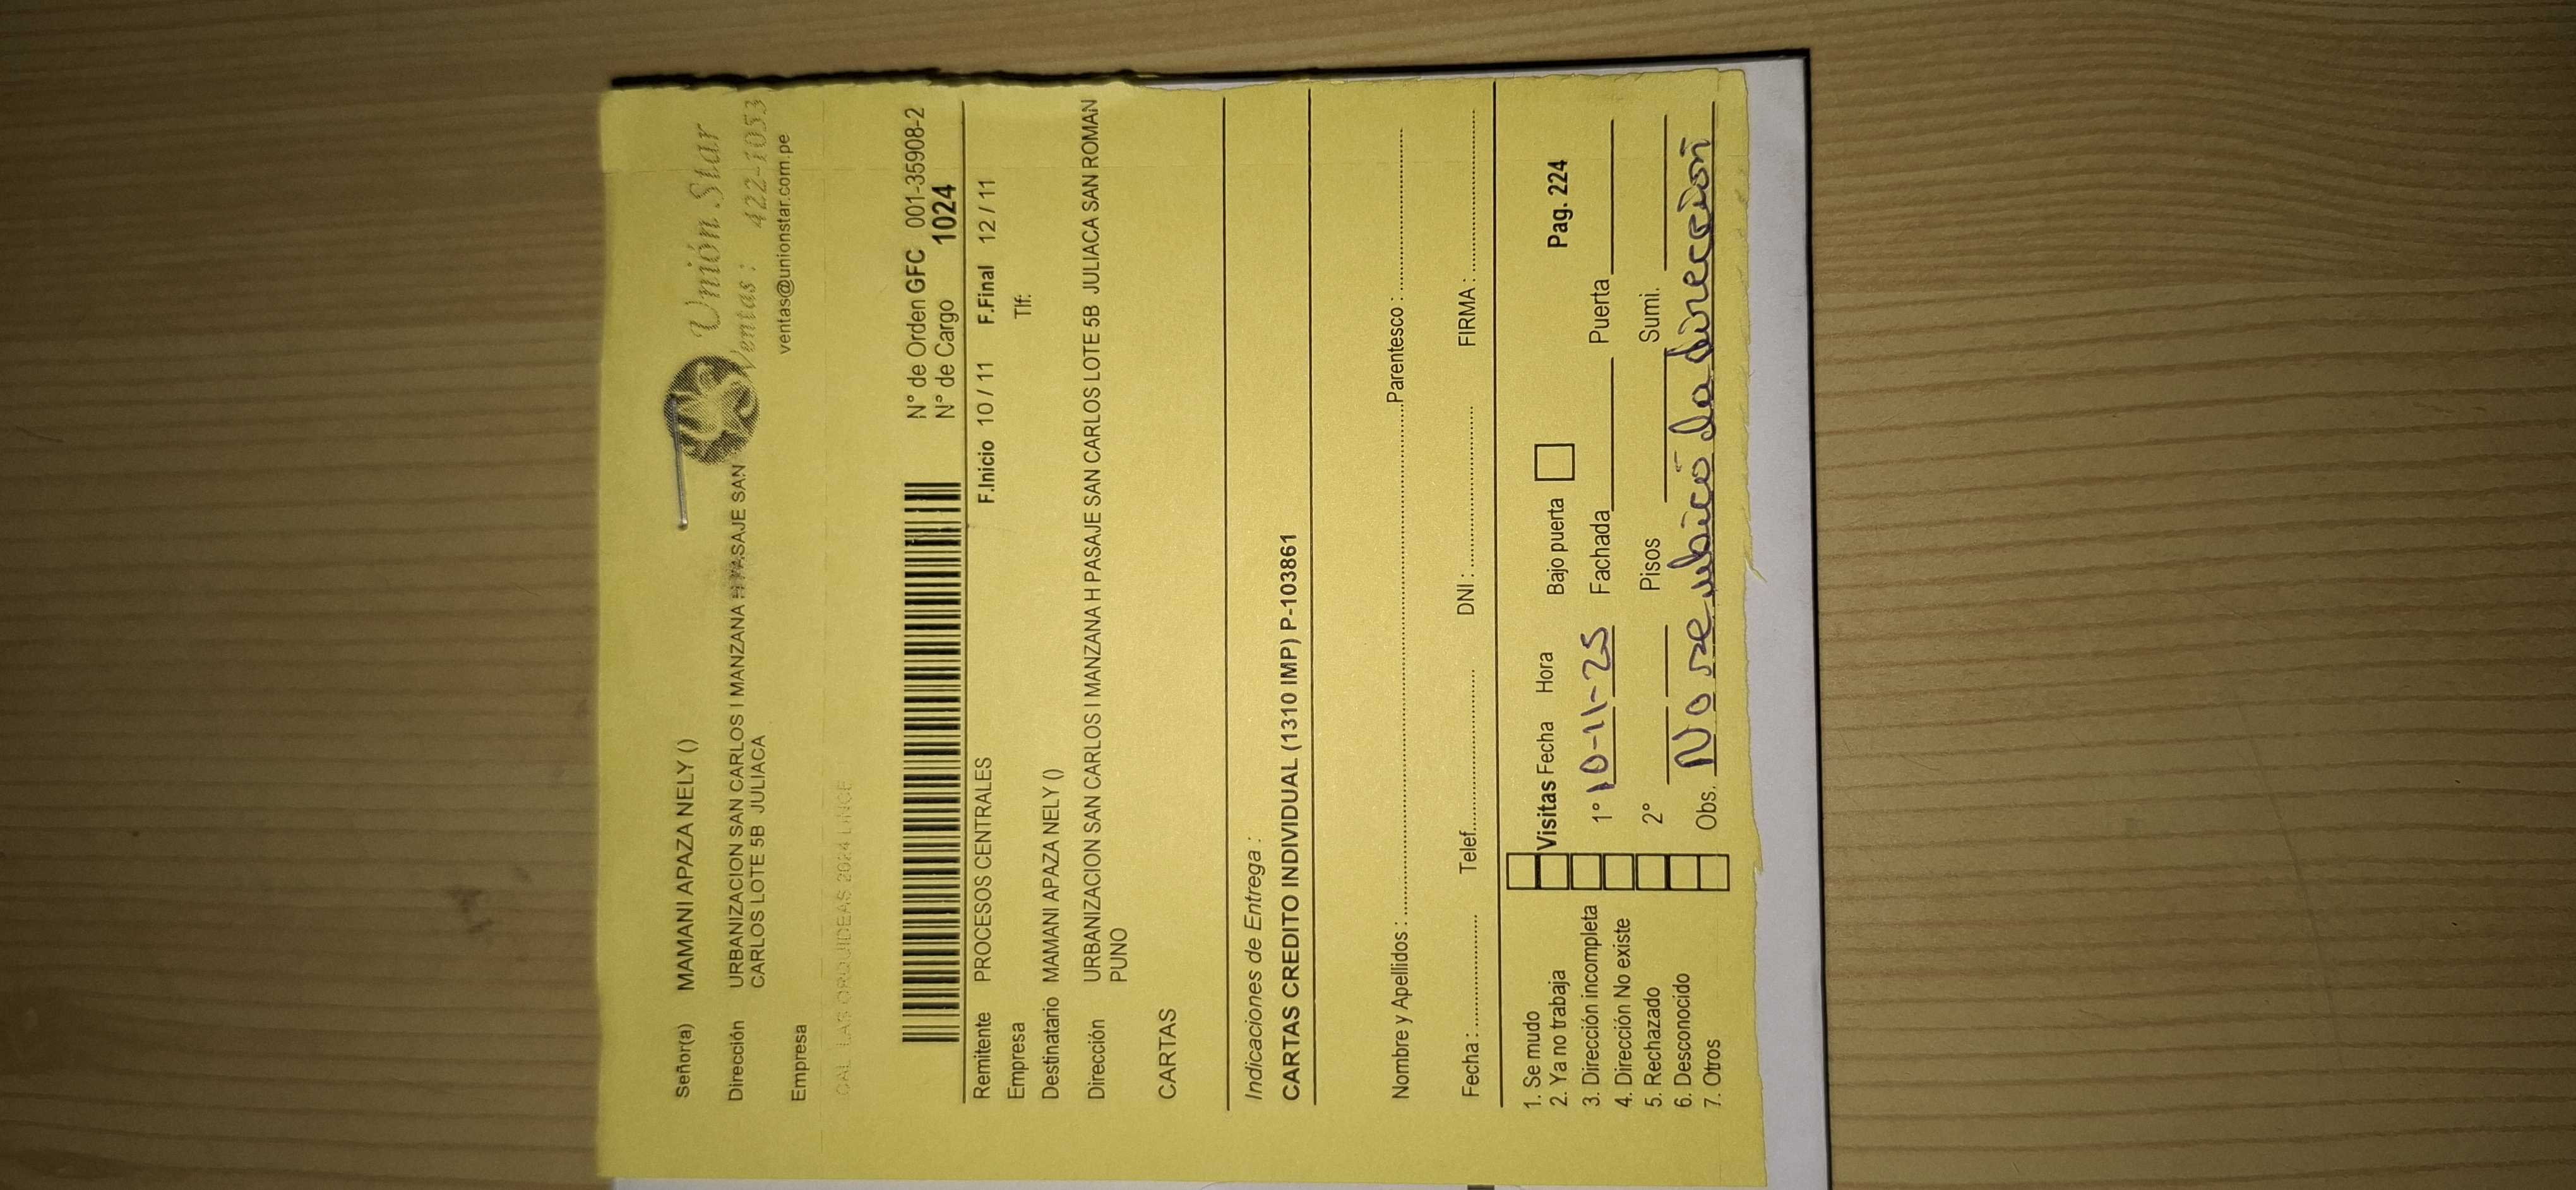 Señor(a) MAMANI APAZA NELY ()
Unión Star
Ventas : 422-1053
ventas@unionstar.com.pe
Dirección URBANIZACION SAN CARLOS I MANZANA H PASAJE SAN
CARLOS LOTE 5B JULIACA
Empresa
CAL LAS ORQUIDEAS 2624 LINCE
N° de Orden GFC 001-35908-2
N° de Cargo 1024
Remitente PROCESOS CENTRALES F.Inicio 10 / 11 F.Final 12 / 11
Empresa Tlf:
Destinatario MAMANI APAZA NELY ()
Dirección URBANIZACION SAN CARLOS I MANZANA H PASAJE SAN CARLOS LOTE 5B JULIACA SAN ROMAN
PUNO
CARTAS
Indicaciones de Entrega :
CARTAS CREDITO INDIVIDUAL (1310 IMP) P-103861
Nombre y Apellidos : Parentesco :
Fecha : Telef. DNI : FIRMA :
1. Se mudo
2. Ya no trabaja
3. Dirección incompleta
4. Dirección No existe
5. Rechazado
6. Desconocido
7. Otros
Visitas Fecha Hora Bajo puerta Pag. 224
1° 10-11-25 Fachada Puerta
2° Pisos Sumi.
Obs. No se ubicó la dirección